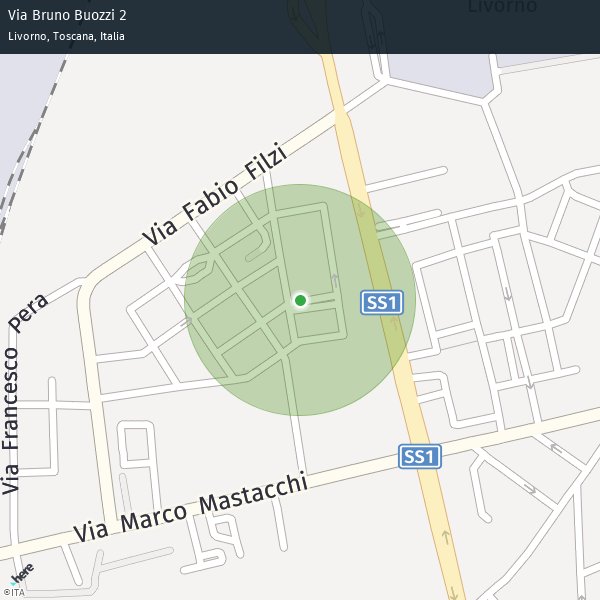 Via Bruno Buozzi 2
Livorno, Toscana, Italia
Livorno
Via Fabio Filzi
SS1
Via Francesco Pera
SS1
Via Marco Mastacchi
here
©ITA